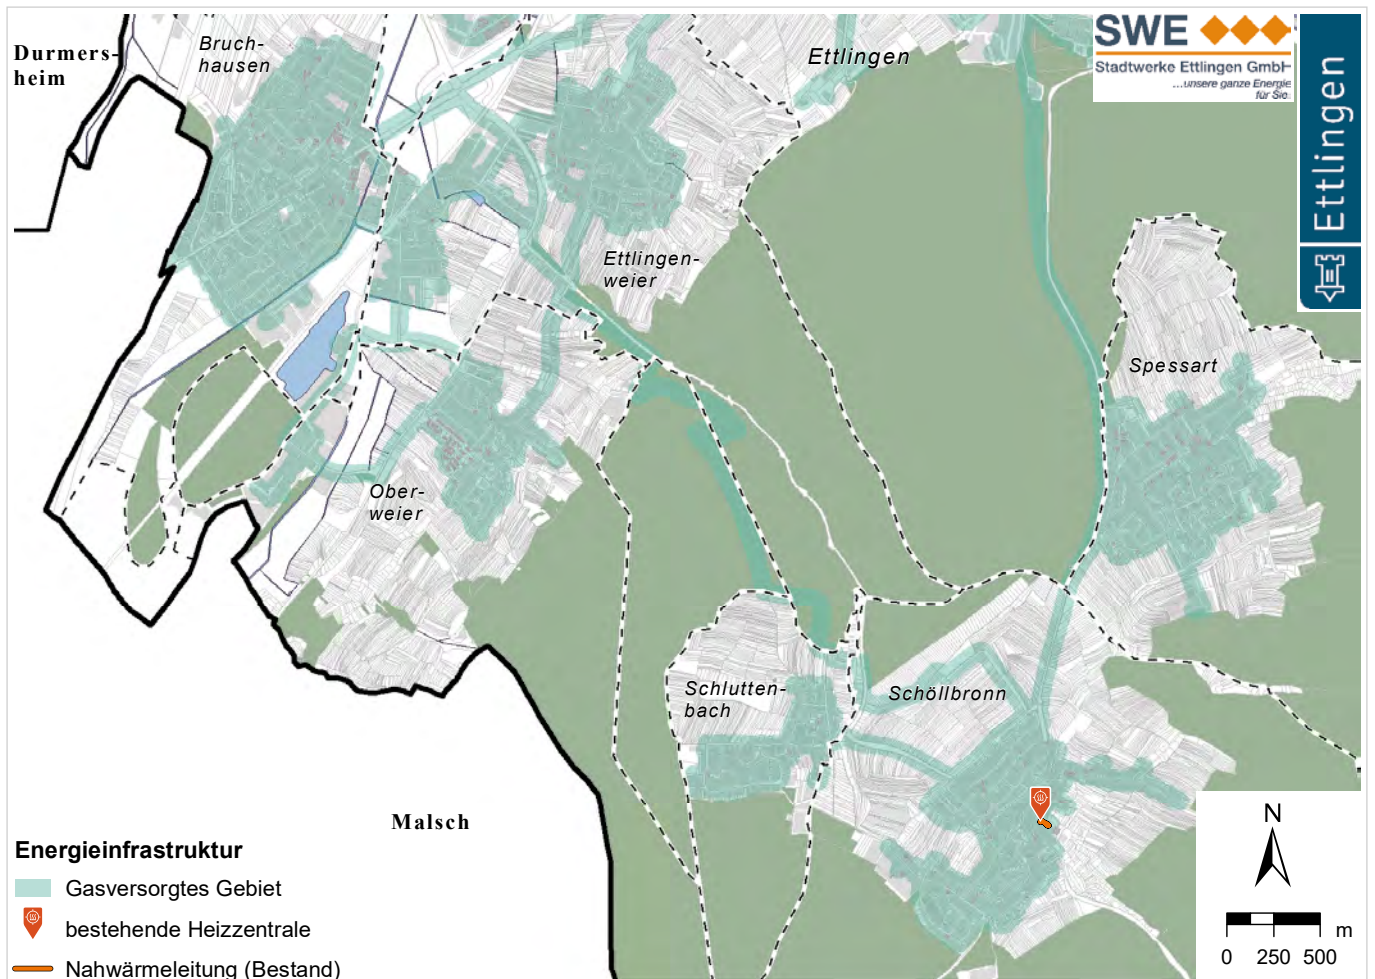 Durmers-
heim
Bruch-
hausen
Ettlingen
SWE
Stadtwerke Ettlingen GmbH
...unsere ganze Energie
für Sie.
Ettlingen
Ettlingen-
weier
Spessart
Ober-
weier
Schlutten-
bach
Schöllbronn
Malsch
Energieinfrastruktur
Gasversorgtes Gebiet
bestehende Heizzentrale
Nahwärmeleitung (Bestand)
N
m
0 250 500